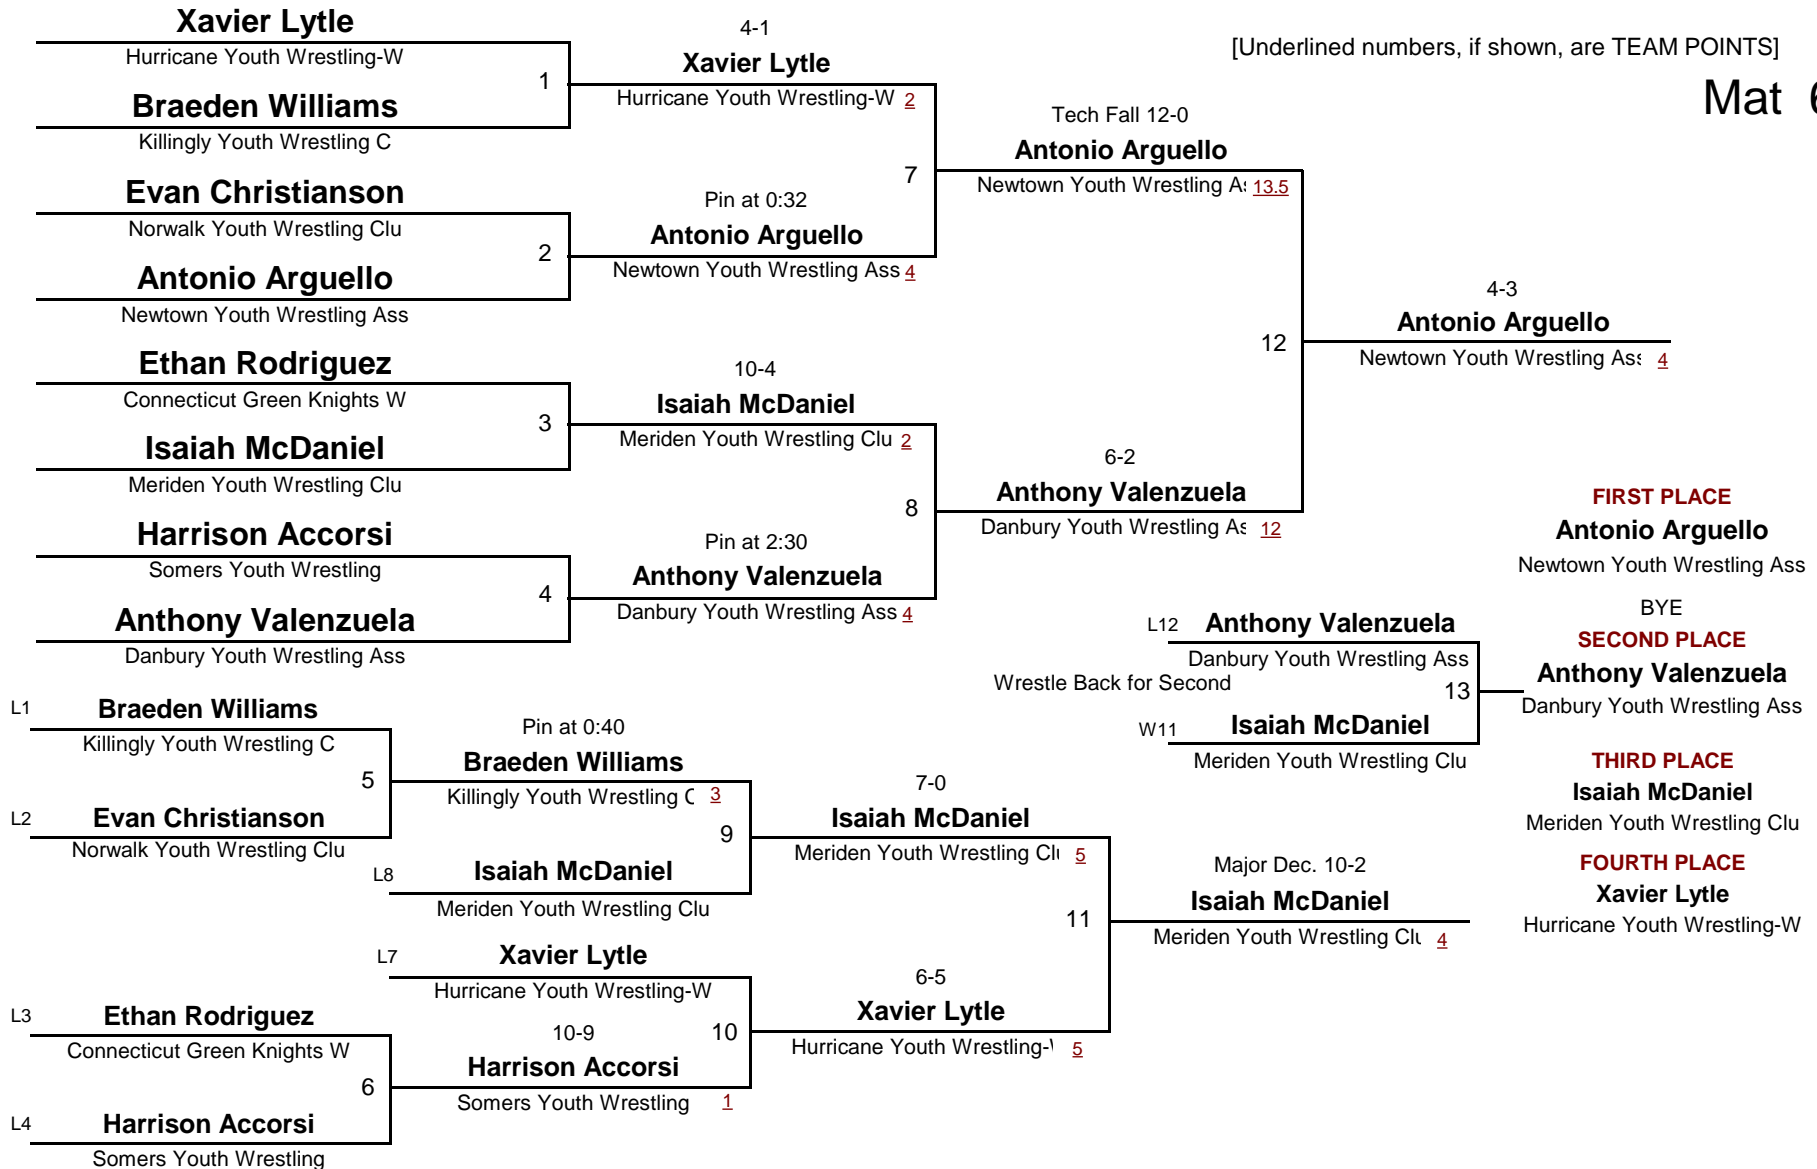 [Underlined numbers, if shown, are TEAM POINTS]
Mat 6
Xavier Lytle
Hurricane Youth Wrestling-W
1
Braeden Williams
Killingly Youth Wrestling C
Evan Christianson
Norwalk Youth Wrestling Clu
2
Antonio Arguello
Newtown Youth Wrestling Ass
Ethan Rodriguez
Connecticut Green Knights W
3
Isaiah McDaniel
Meriden Youth Wrestling Clu
Harrison Accorsi
Somers Youth Wrestling
4
Anthony Valenzuela
Danbury Youth Wrestling Ass
4-1
Xavier Lytle
Hurricane Youth Wrestling-W 2
7
Pin at 0:32
Antonio Arguello
Newtown Youth Wrestling Ass 4
10-4
Isaiah McDaniel
Meriden Youth Wrestling Clu 2
8
Pin at 2:30
Anthony Valenzuela
Danbury Youth Wrestling Ass 4
Tech Fall 12-0
Antonio Arguello
Newtown Youth Wrestling As 13.5
12
6-2
Anthony Valenzuela
Danbury Youth Wrestling As 12
4-3
Antonio Arguello
Newtown Youth Wrestling Ass 4
L1 Braeden Williams
Killingly Youth Wrestling C
5
L2 Evan Christianson
Norwalk Youth Wrestling Clu
L3 Ethan Rodriguez
Connecticut Green Knights W
6
L4 Harrison Accorsi
Somers Youth Wrestling
Pin at 0:40
Braeden Williams
Killingly Youth Wrestling C 3
9
L8 Isaiah McDaniel
Meriden Youth Wrestling Clu
L7 Xavier Lytle
Hurricane Youth Wrestling-W
10-9
10
Harrison Accorsi
Somers Youth Wrestling 1
7-0
Isaiah McDaniel
Meriden Youth Wrestling Clu 5
11
6-5
Xavier Lytle
Hurricane Youth Wrestling-W 5
Major Dec. 10-2
Isaiah McDaniel
Meriden Youth Wrestling Clu 4
L12 Anthony Valenzuela
Danbury Youth Wrestling Ass
Wrestle Back for Second
13
W11 Isaiah McDaniel
Meriden Youth Wrestling Clu
FIRST PLACE
Antonio Arguello
Newtown Youth Wrestling Ass
BYE
SECOND PLACE
Anthony Valenzuela
Danbury Youth Wrestling Ass
THIRD PLACE
Isaiah McDaniel
Meriden Youth Wrestling Clu
FOURTH PLACE
Xavier Lytle
Hurricane Youth Wrestling-W